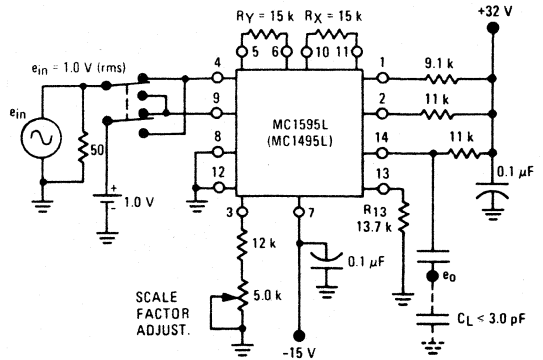 RY = 15 k
RX = 15 k
+32 V
5
6
10
11
ein = 1.0 V (rms)
4
1
9.1 k
ein
9
2
11 k
MC1595L
(MC1495L)
50
8
14
11 k
12
13
0.1 μF
+
-
1.0 V
3
7
R13
13.7 k
12 k
0.1 μF
eo
SCALE
FACTOR
ADJUST.
5.0 k
CL < 3.0 pF
-15 V